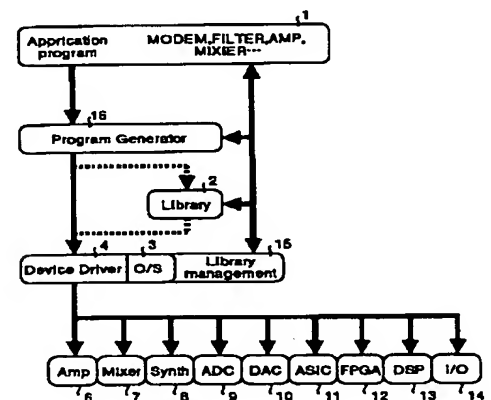 1
Apprication program
MODEM,FILTER,AMP, MIXIER···
16
Program Generator
2
Library
4
3
15
Device Driver
O/S
Library management
Amp
Mixer
Synth
ADC
DAC
ASIC
FPGA
DSP
I/O
6
7
8
9
10
11
12
13
14